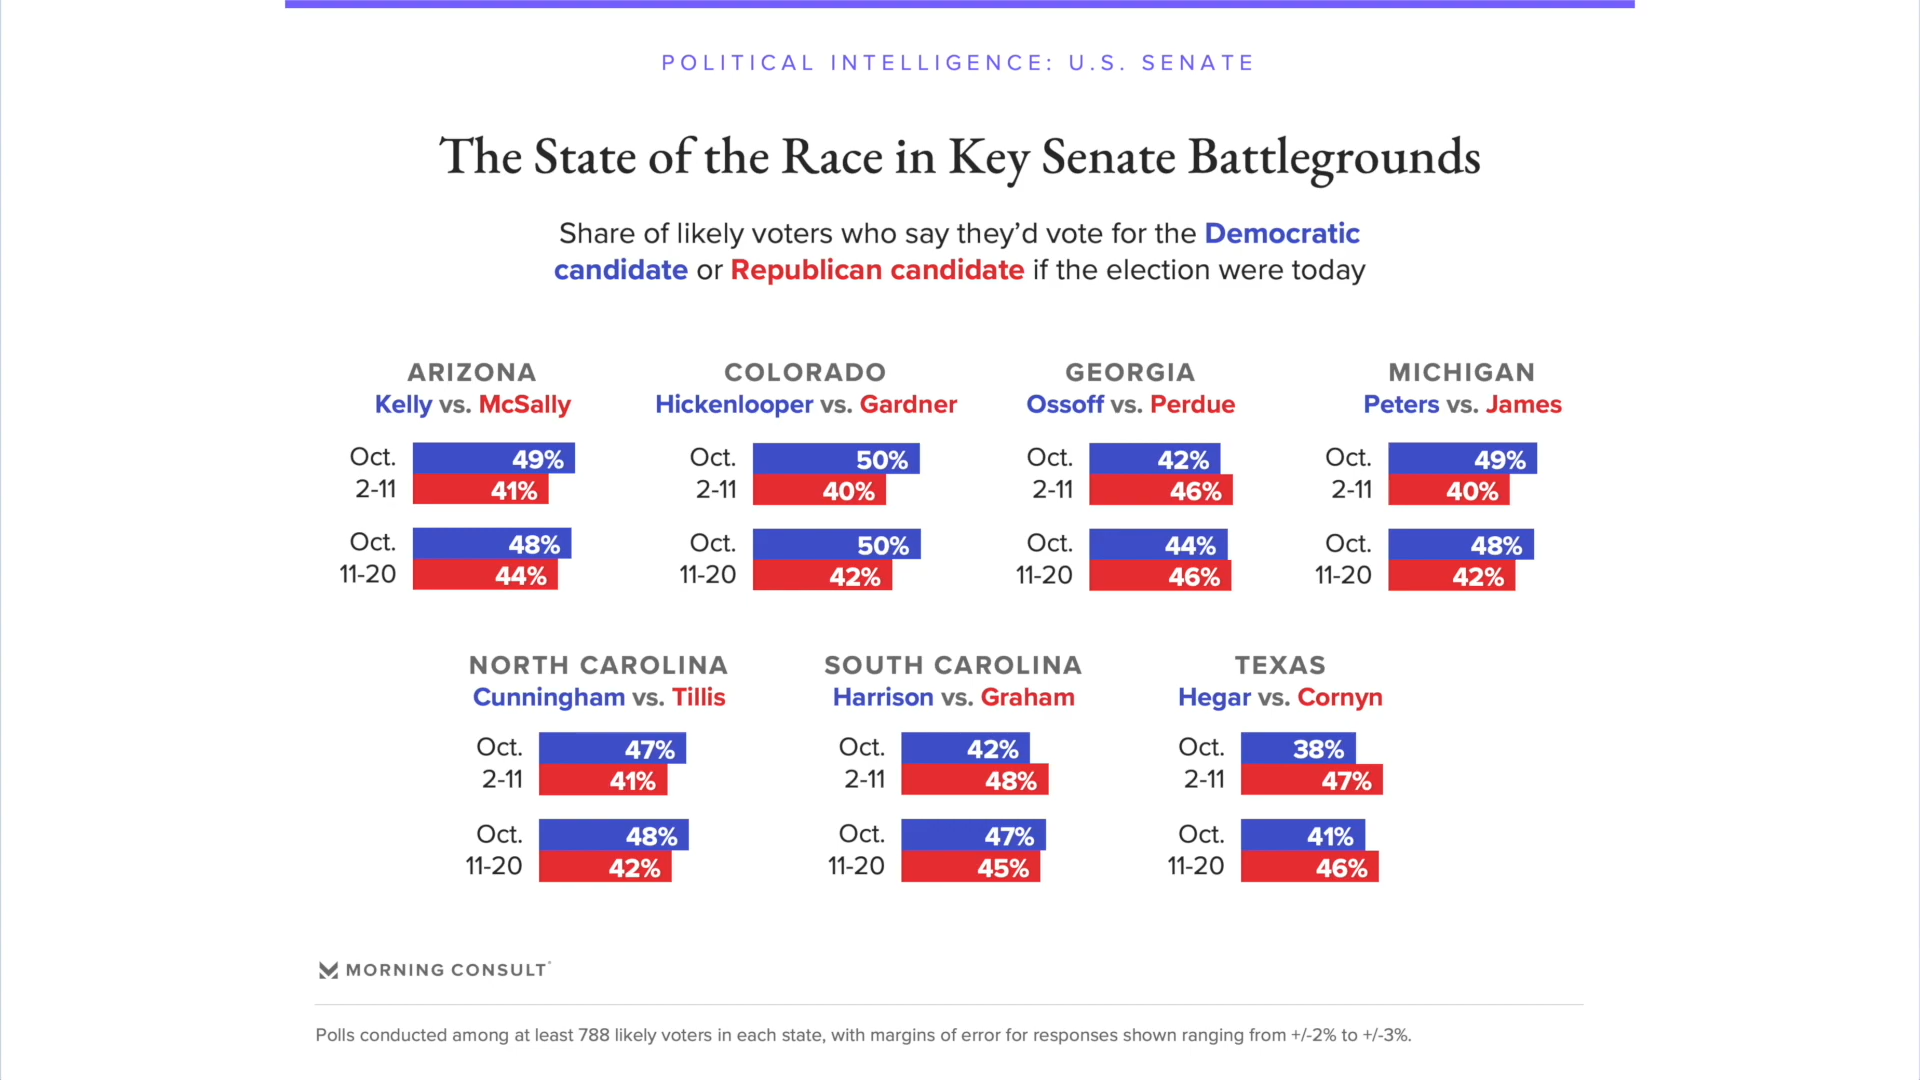 POLITICAL INTELLIGENCE: U.S. SENATE
The State of the Race in Key Senate Battlegrounds
Share of likely voters who say they’d vote for the Democratic
candidate or Republican candidate if the election were today
ARIZONA
Kelly vs. McSally
Oct.
2-11
49%
41%
Oct.
11-20
48%
44%
COLORADO
Hickenlooper vs. Gardner
Oct.
2-11
50%
40%
Oct.
11-20
50%
42%
GEORGIA
Ossoff vs. Perdue
Oct.
2-11
42%
46%
Oct.
11-20
44%
46%
MICHIGAN
Peters vs. James
Oct.
2-11
49%
40%
Oct.
11-20
48%
42%
NORTH CAROLINA
Cunningham vs. Tillis
Oct.
2-11
47%
41%
Oct.
11-20
48%
42%
SOUTH CAROLINA
Harrison vs. Graham
Oct.
2-11
42%
48%
Oct.
11-20
47%
45%
TEXAS
Hegar vs. Cornyn
Oct.
2-11
38%
47%
Oct.
11-20
41%
46%
MORNING CONSULT
Polls conducted among at least 788 likely voters in each state, with margins of error for responses shown ranging from +/-2% to +/-3%.